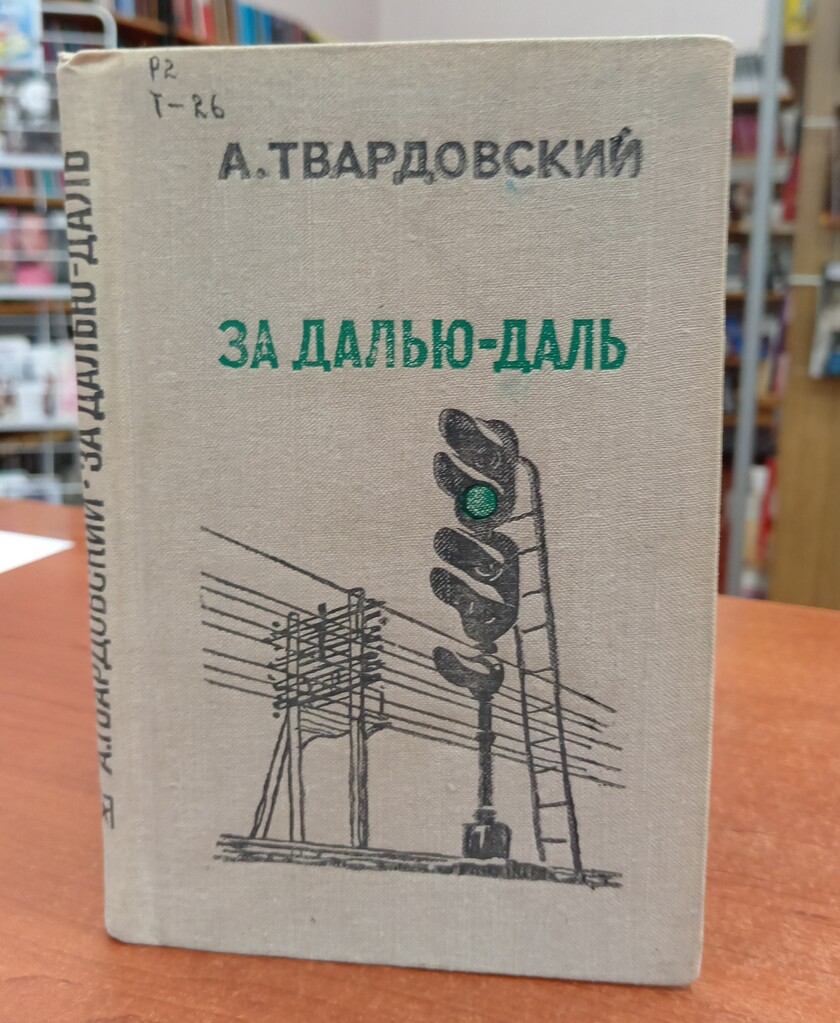 Р2
Т-26
А.ТВАРДОВСКИЙ
ЗА ДАЛЬЮ-ДАЛЬ
А.ТВАРДОВСКИЙ · ЗА ДАЛЬЮ-ДАЛЬ